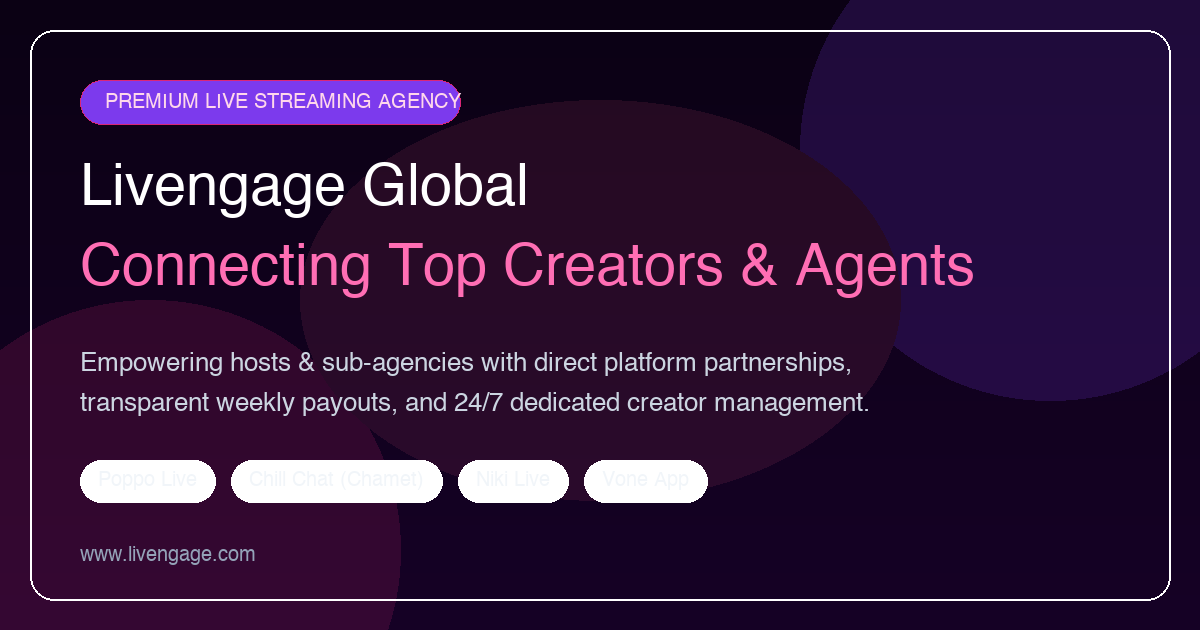 PREMIUM LIVE STREAMING AGENCY
Livengage Global
Connecting Top Creators & Agents
Empowering hosts & sub-agencies with direct platform partnerships,
transparent weekly payouts, and 24/7 dedicated creator management.
Poppo Live Chill Chat (Chamet) Niki Live Vone App
www.livengage.com